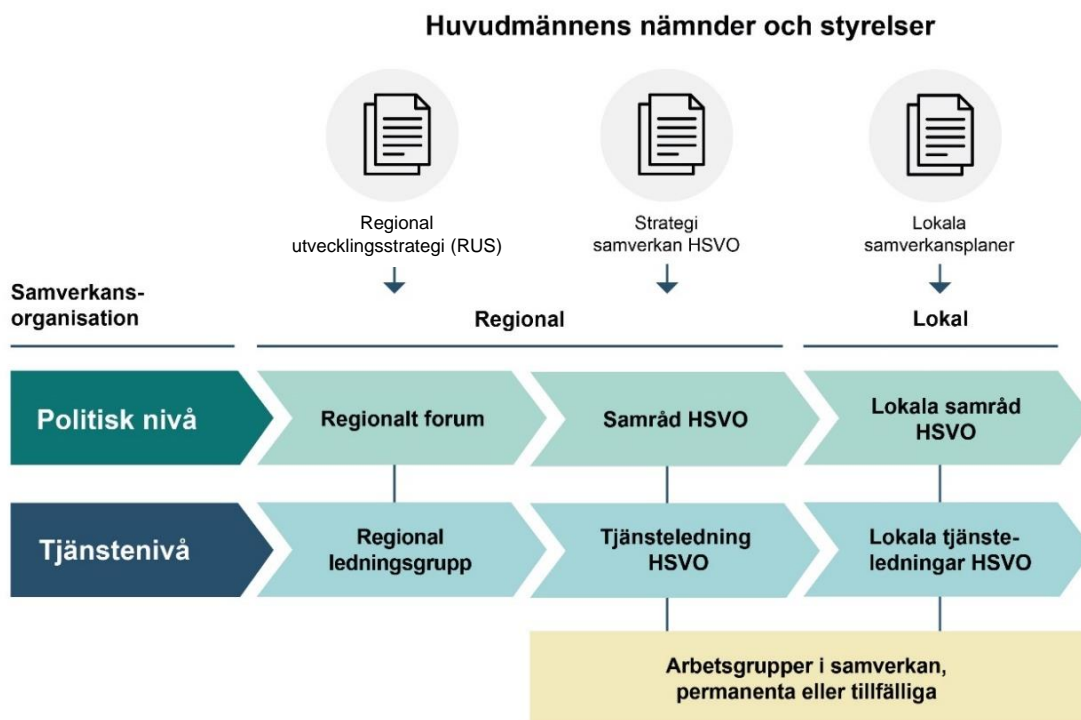 Huvudmännens nämnder och styrelser
Regional
utvecklingsstrategi (RUS)
Strategi
samverkan HSVO
Lokala
samverkansplaner
Samverkans-
organisation
Regional
Lokal
Politisk nivå
Regionalt forum
Samråd HSVO
Lokala samråd
HSVO
Tjänstenivå
Regional
ledningsgrupp
Tjänsteledning
HSVO
Lokala tjänste-
ledningar HSVO
Arbetsgrupper i samverkan,
permanenta eller tillfälliga